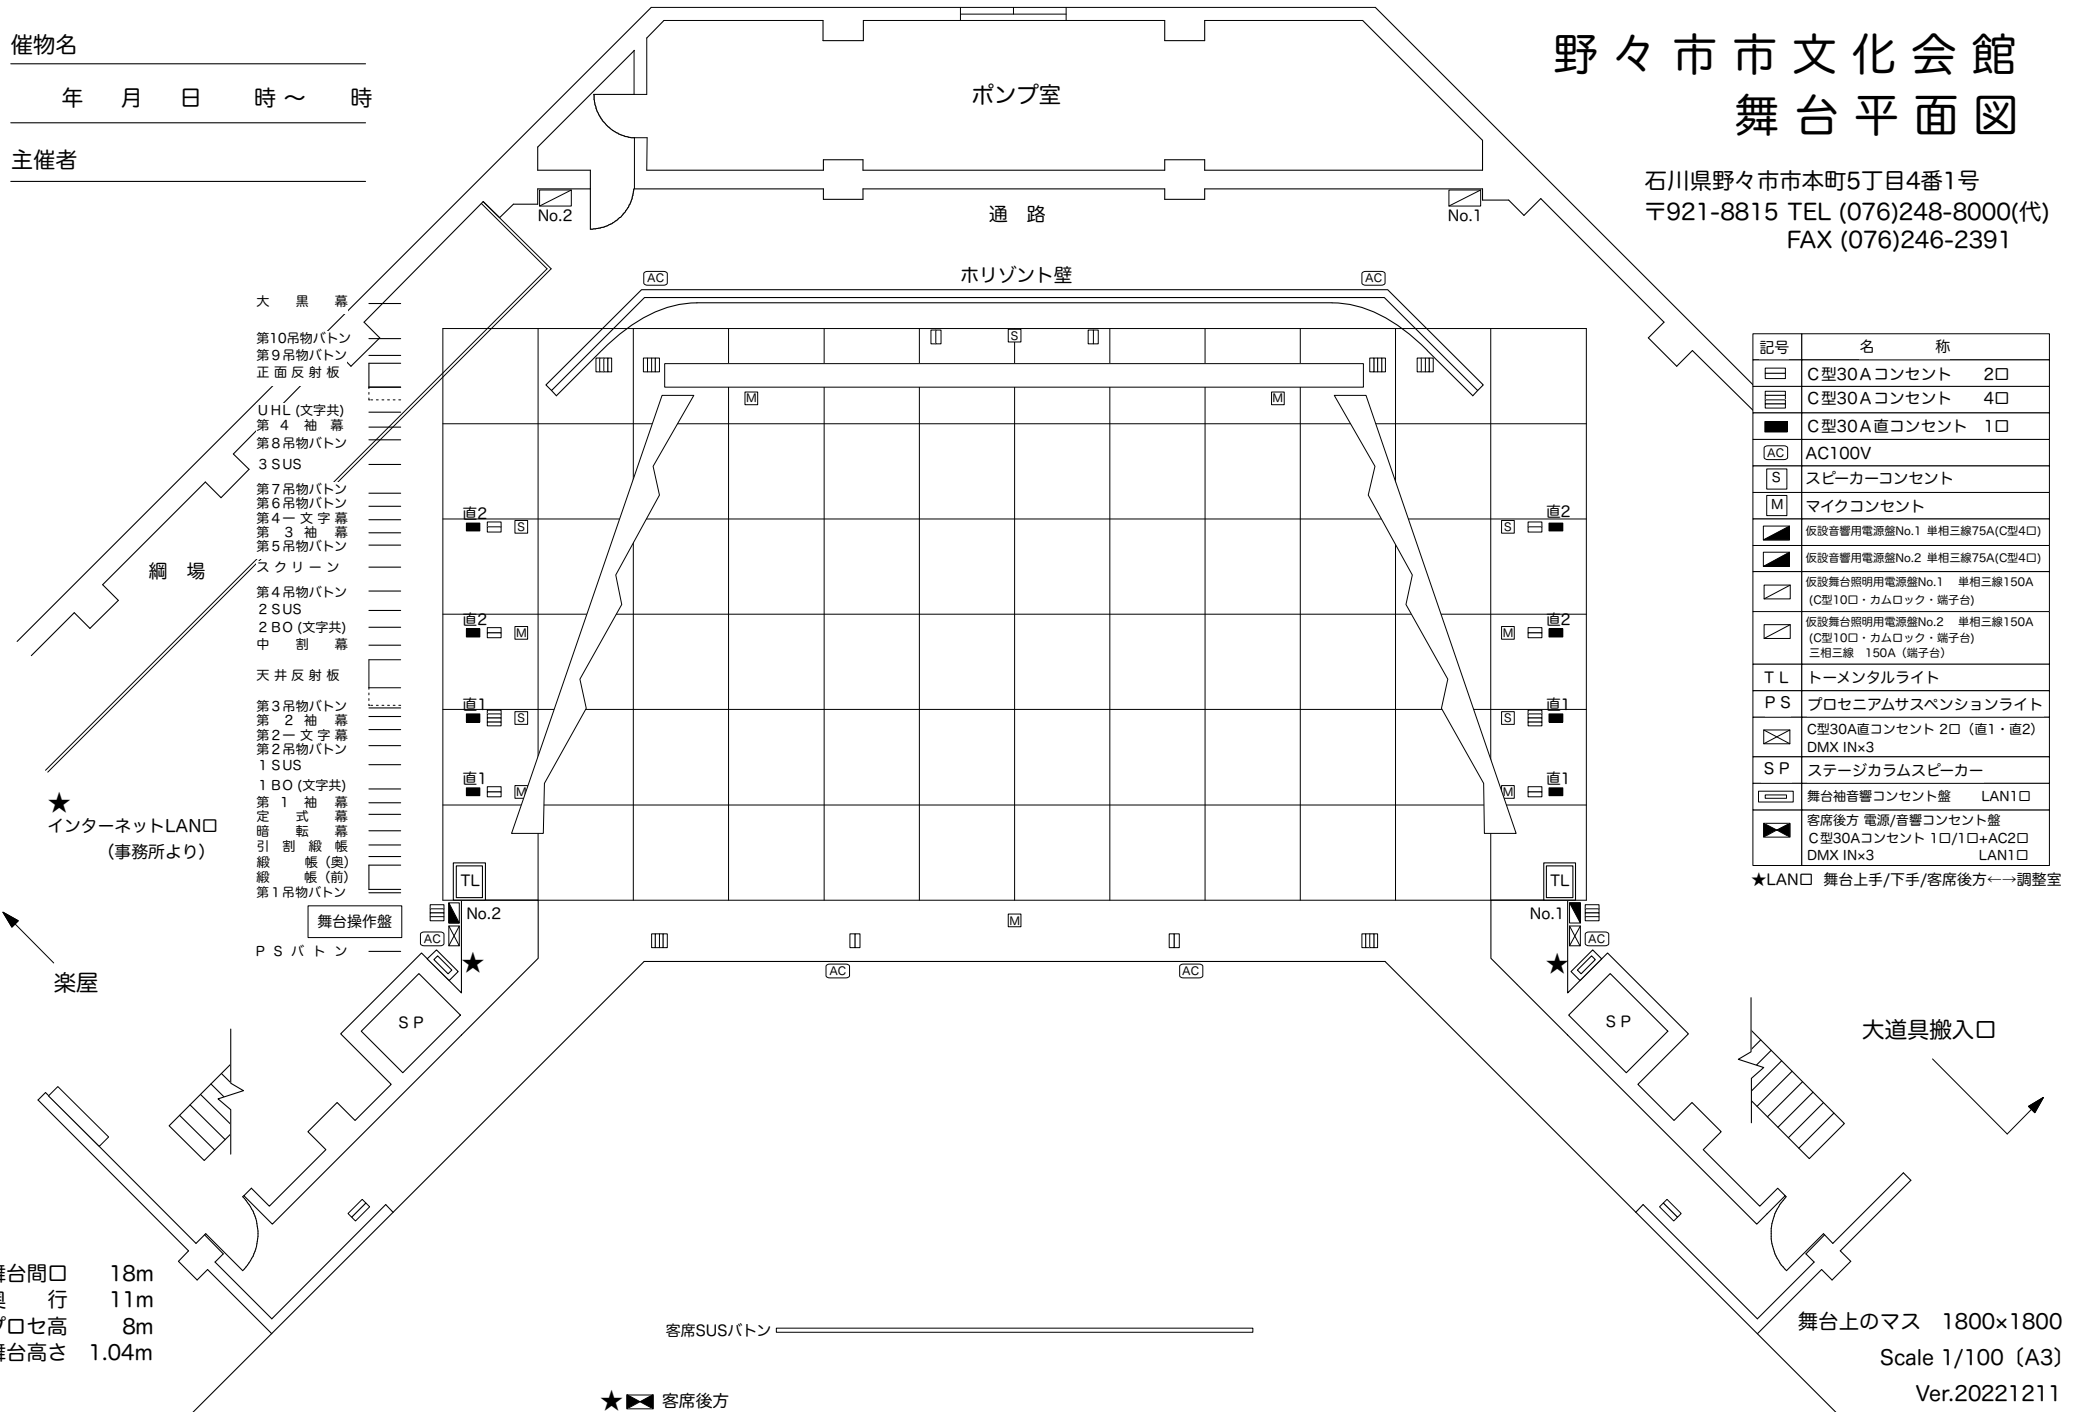 催物名
年 月 日 時〜 時
主催者
野々市市文化会館
舞台平面図
石川県野々市市本町5丁目4番1号
〒921-8815 TEL (076)248-8000(代)
FAX (076)246-2391
ポンプ室
No.2
通 路
No.1
AC
ホリゾント壁
AC
大 黒 幕
第10吊物バトン
第9吊物バトン
正面反射板
UHL (文字共)
第 4 袖 幕
第8吊物バトン
3 SUS
第7吊物バトン
第6吊物バトン
第4一文字幕
第 3 袖 幕
第5吊物バトン
スクリーン
第4吊物バトン
2 SUS
2 BO (文字共)
中 割 幕
天井反射板
第3吊物バトン
第 2 袖 幕
第2一文字幕
第2吊物バトン
1 SUS
1 BO (文字共)
第 1 袖 幕
定 式 幕
暗 転 幕
引 割 緞 帳
緞 帳 (奥)
緞 帳 (前)
第1吊物バトン
舞台操作盤
P S バ ト ン
綱 場
★
インターネットLAN口
（事務所より）
楽屋
S
M M
直2 S S 直2
直2 M M 直2
直1 S S 直1
直1 M M 直1
TL TL
No.2 M No.1
AC AC
★ ★
AC AC
S P S P
大道具搬入口
記号 名 称
C型30Aコンセント 2口
C型30Aコンセント 4口
C型30A直コンセント 1口
AC AC100V
S スピーカーコンセント
M マイクコンセント
仮設音響用電源盤No.1 単相三線75A(C型4口)
仮設音響用電源盤No.2 単相三線75A(C型4口)
仮設舞台照明用電源盤No.1 単相三線150A
(C型10口・カムロック・端子台)
仮設舞台照明用電源盤No.2 単相三線150A
(C型10口・カムロック・端子台)
三相三線 150A（端子台）
T L トーメンタルライト
P S プロセニアムサスペンションライト
C型30A直コンセント 2口（直1・直2）
DMX IN×3
S P ステージカラムスピーカー
舞台袖音響コンセント盤 LAN1口
客席後方 電源/音響コンセント盤
C型30Aコンセント 1口/1口+AC2口
DMX IN×3 LAN1口
★LAN口 舞台上手/下手/客席後方←→調整室
舞台間口 18m
奥 行 11m
プロセ高 8m
舞台高さ 1.04m
客席SUSバトン
★ 客席後方
舞台上のマス 1800×1800
Scale 1/100〔A3〕
Ver.20221211